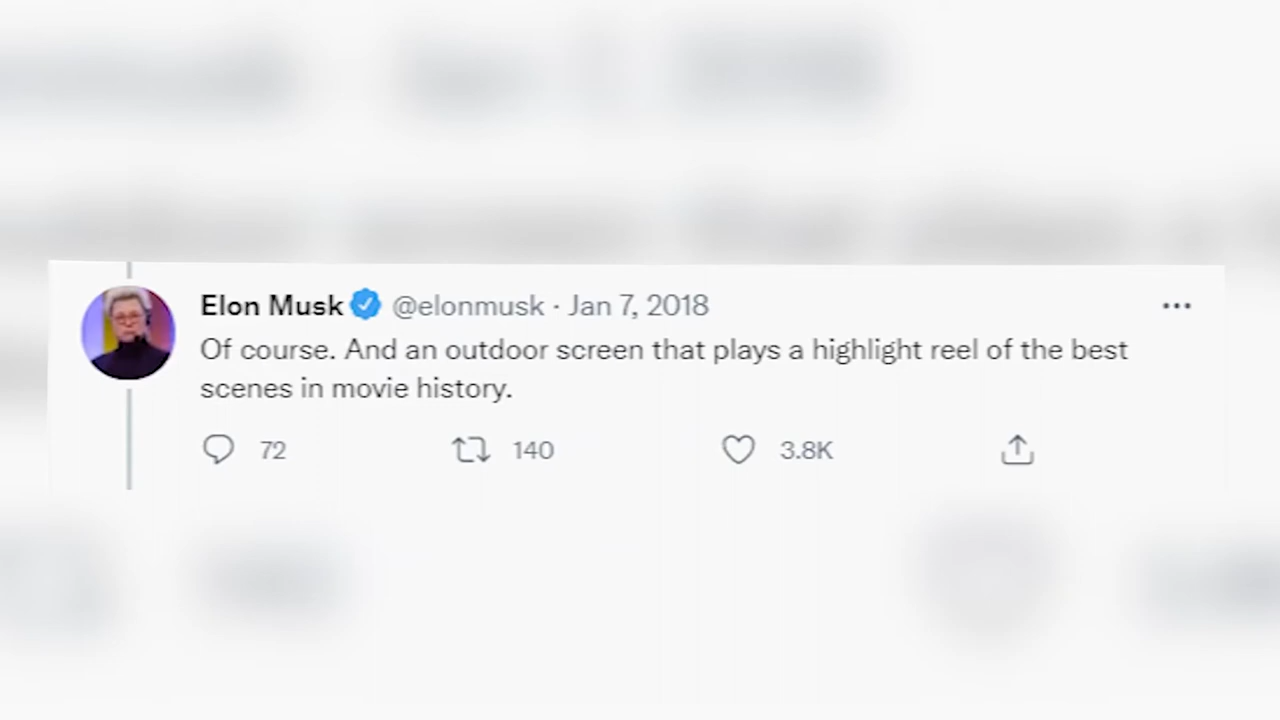 Elon Musk @elonmusk · Jan 7, 2018
Of course. And an outdoor screen that plays a highlight reel of the best
scenes in movie history.
72 140 3.8K